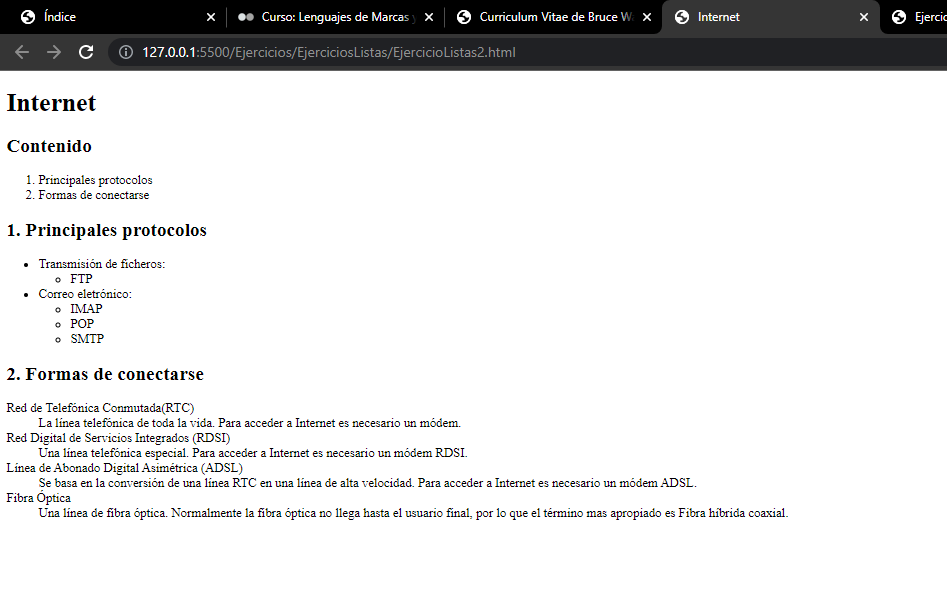 Índice
Curso: Lenguajes de Marcas y
Curriculum Vitae de Bruce W
Internet
Ejercic
127.0.0.1:5500/Ejercicios/EjerciciosListas/EjercicioListas2.html
Internet
Contenido
1. Principales protocolos
2. Formas de conectarse
1. Principales protocolos
Transmisión de ficheros:
FTP
Correo eletrónico:
IMAP
POP
SMTP
2. Formas de conectarse
Red de Telefónica Conmutada(RTC)
La línea telefónica de toda la vida. Para acceder a Internet es necesario un módem.
Red Digital de Servicios Integrados (RDSI)
Una línea telefónica especial. Para acceder a Internet es necesario un módem RDSI.
Línea de Abonado Digital Asimétrica (ADSL)
Se basa en la conversión de una línea RTC en una línea de alta velocidad. Para acceder a Internet es necesario un módem ADSL.
Fibra Óptica
Una línea de fibra óptica. Normalmente la fibra óptica no llega hasta el usuario final, por lo que el término mas apropiado es Fibra híbrida coaxial.